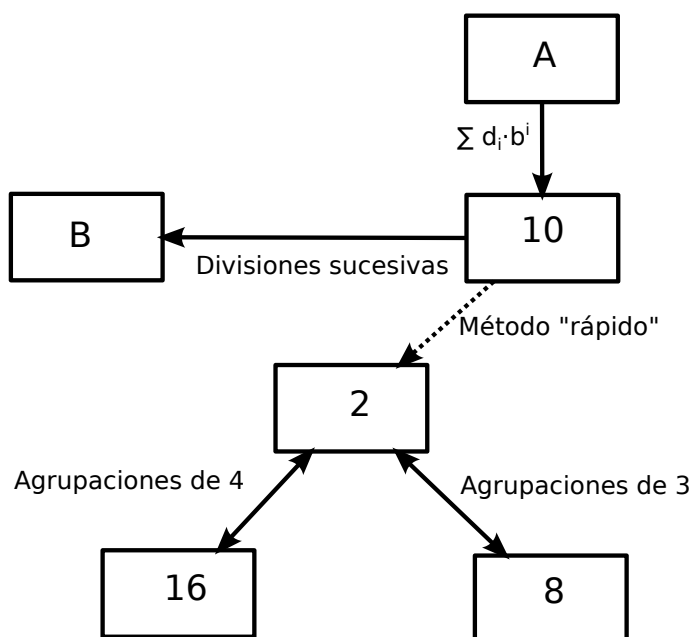 A
∑ dᵢ·bⁱ
B
10
Divisiones sucesivas
Método "rápido"
2
Agrupaciones de 4
Agrupaciones de 3
16
8